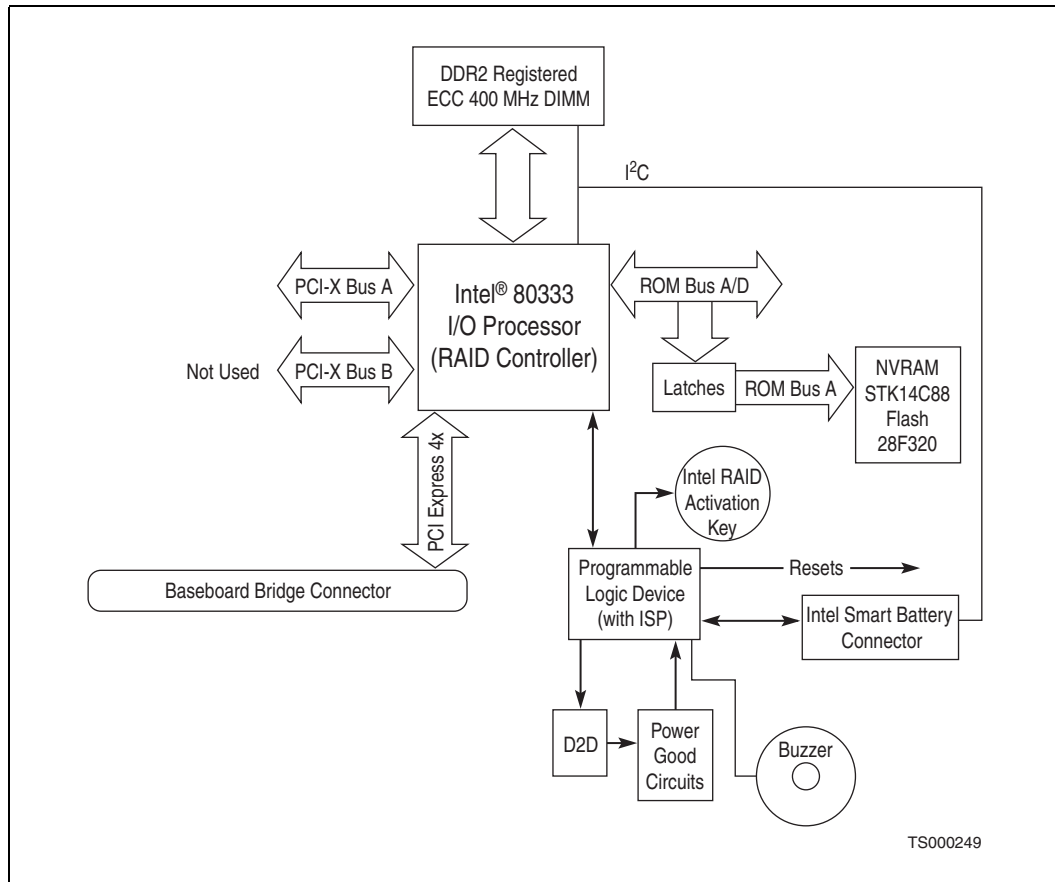 DDR2 Registered
ECC 400 MHz DIMM
I²C
PCI-X Bus A
Intel® 80333
I/O Processor
(RAID Controller)
ROM Bus A/D
Not Used
PCI-X Bus B
Latches
ROM Bus A
NVRAM
STK14C88
Flash
28F320
PCI Express 4x
Intel RAID
Activation
Key
Baseboard Bridge Connector
Programmable
Logic Device
(with ISP)
Resets
Intel Smart Battery
Connector
D2D
Power
Good
Circuits
Buzzer
TS000249